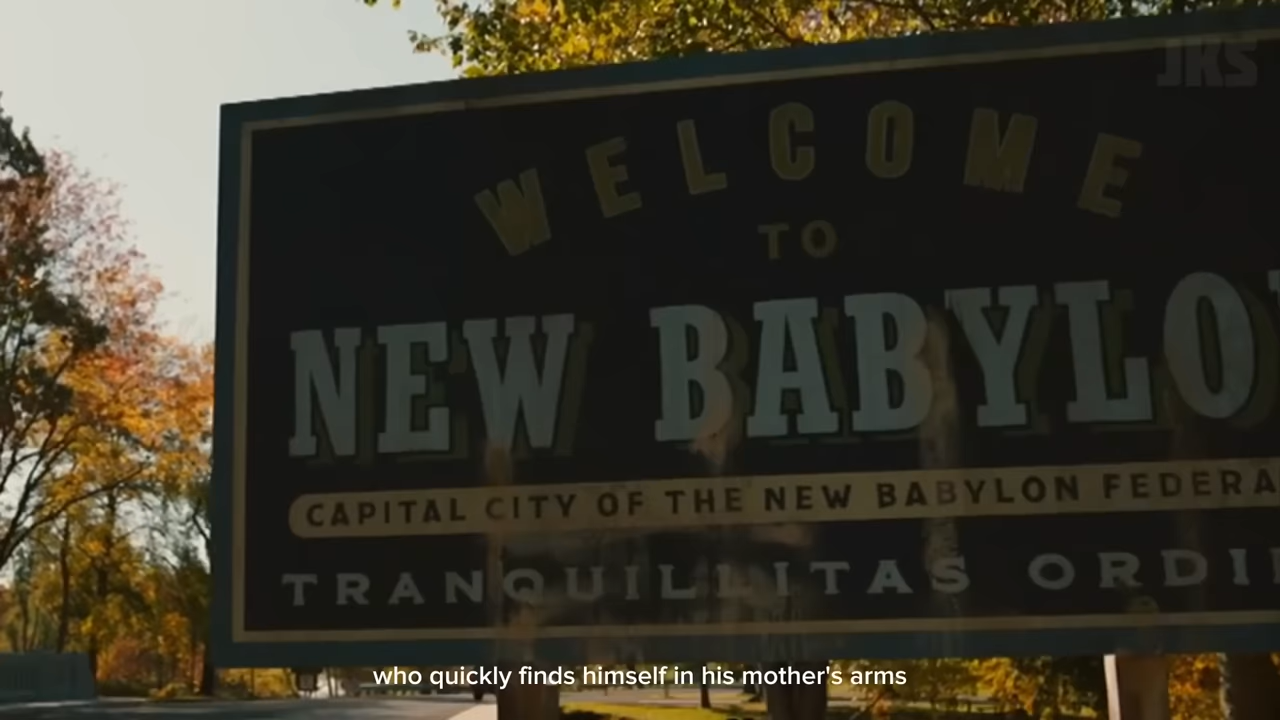 JKS
WELCOME
TO
NEW BABYLO
CAPITAL CITY OF THE NEW BABYLON FEDERA
TRANQUILLITAS ORDI
who quickly finds himself in his mother's arms